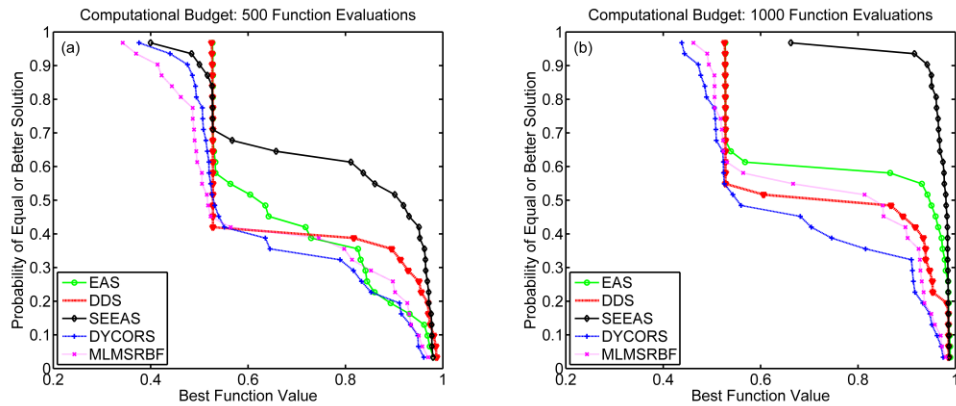 Computational Budget: 500 Function Evaluations
(a)
Probability of Equal or Better Solution
1
0.9
0.8
0.7
0.6
0.5
0.4
0.3
0.2
0.1
0
EAS
DDS
SEEAS
DYCORS
MLMSRBF
0.2 0.4 0.6 0.8 1
Best Function Value
Computational Budget: 1000 Function Evaluations
(b)
Probability of Equal or Better Solution
1
0.9
0.8
0.7
0.6
0.5
0.4
0.3
0.2
0.1
0
EAS
DDS
SEEAS
DYCORS
MLMSRBF
0.2 0.4 0.6 0.8 1
Best Function Value